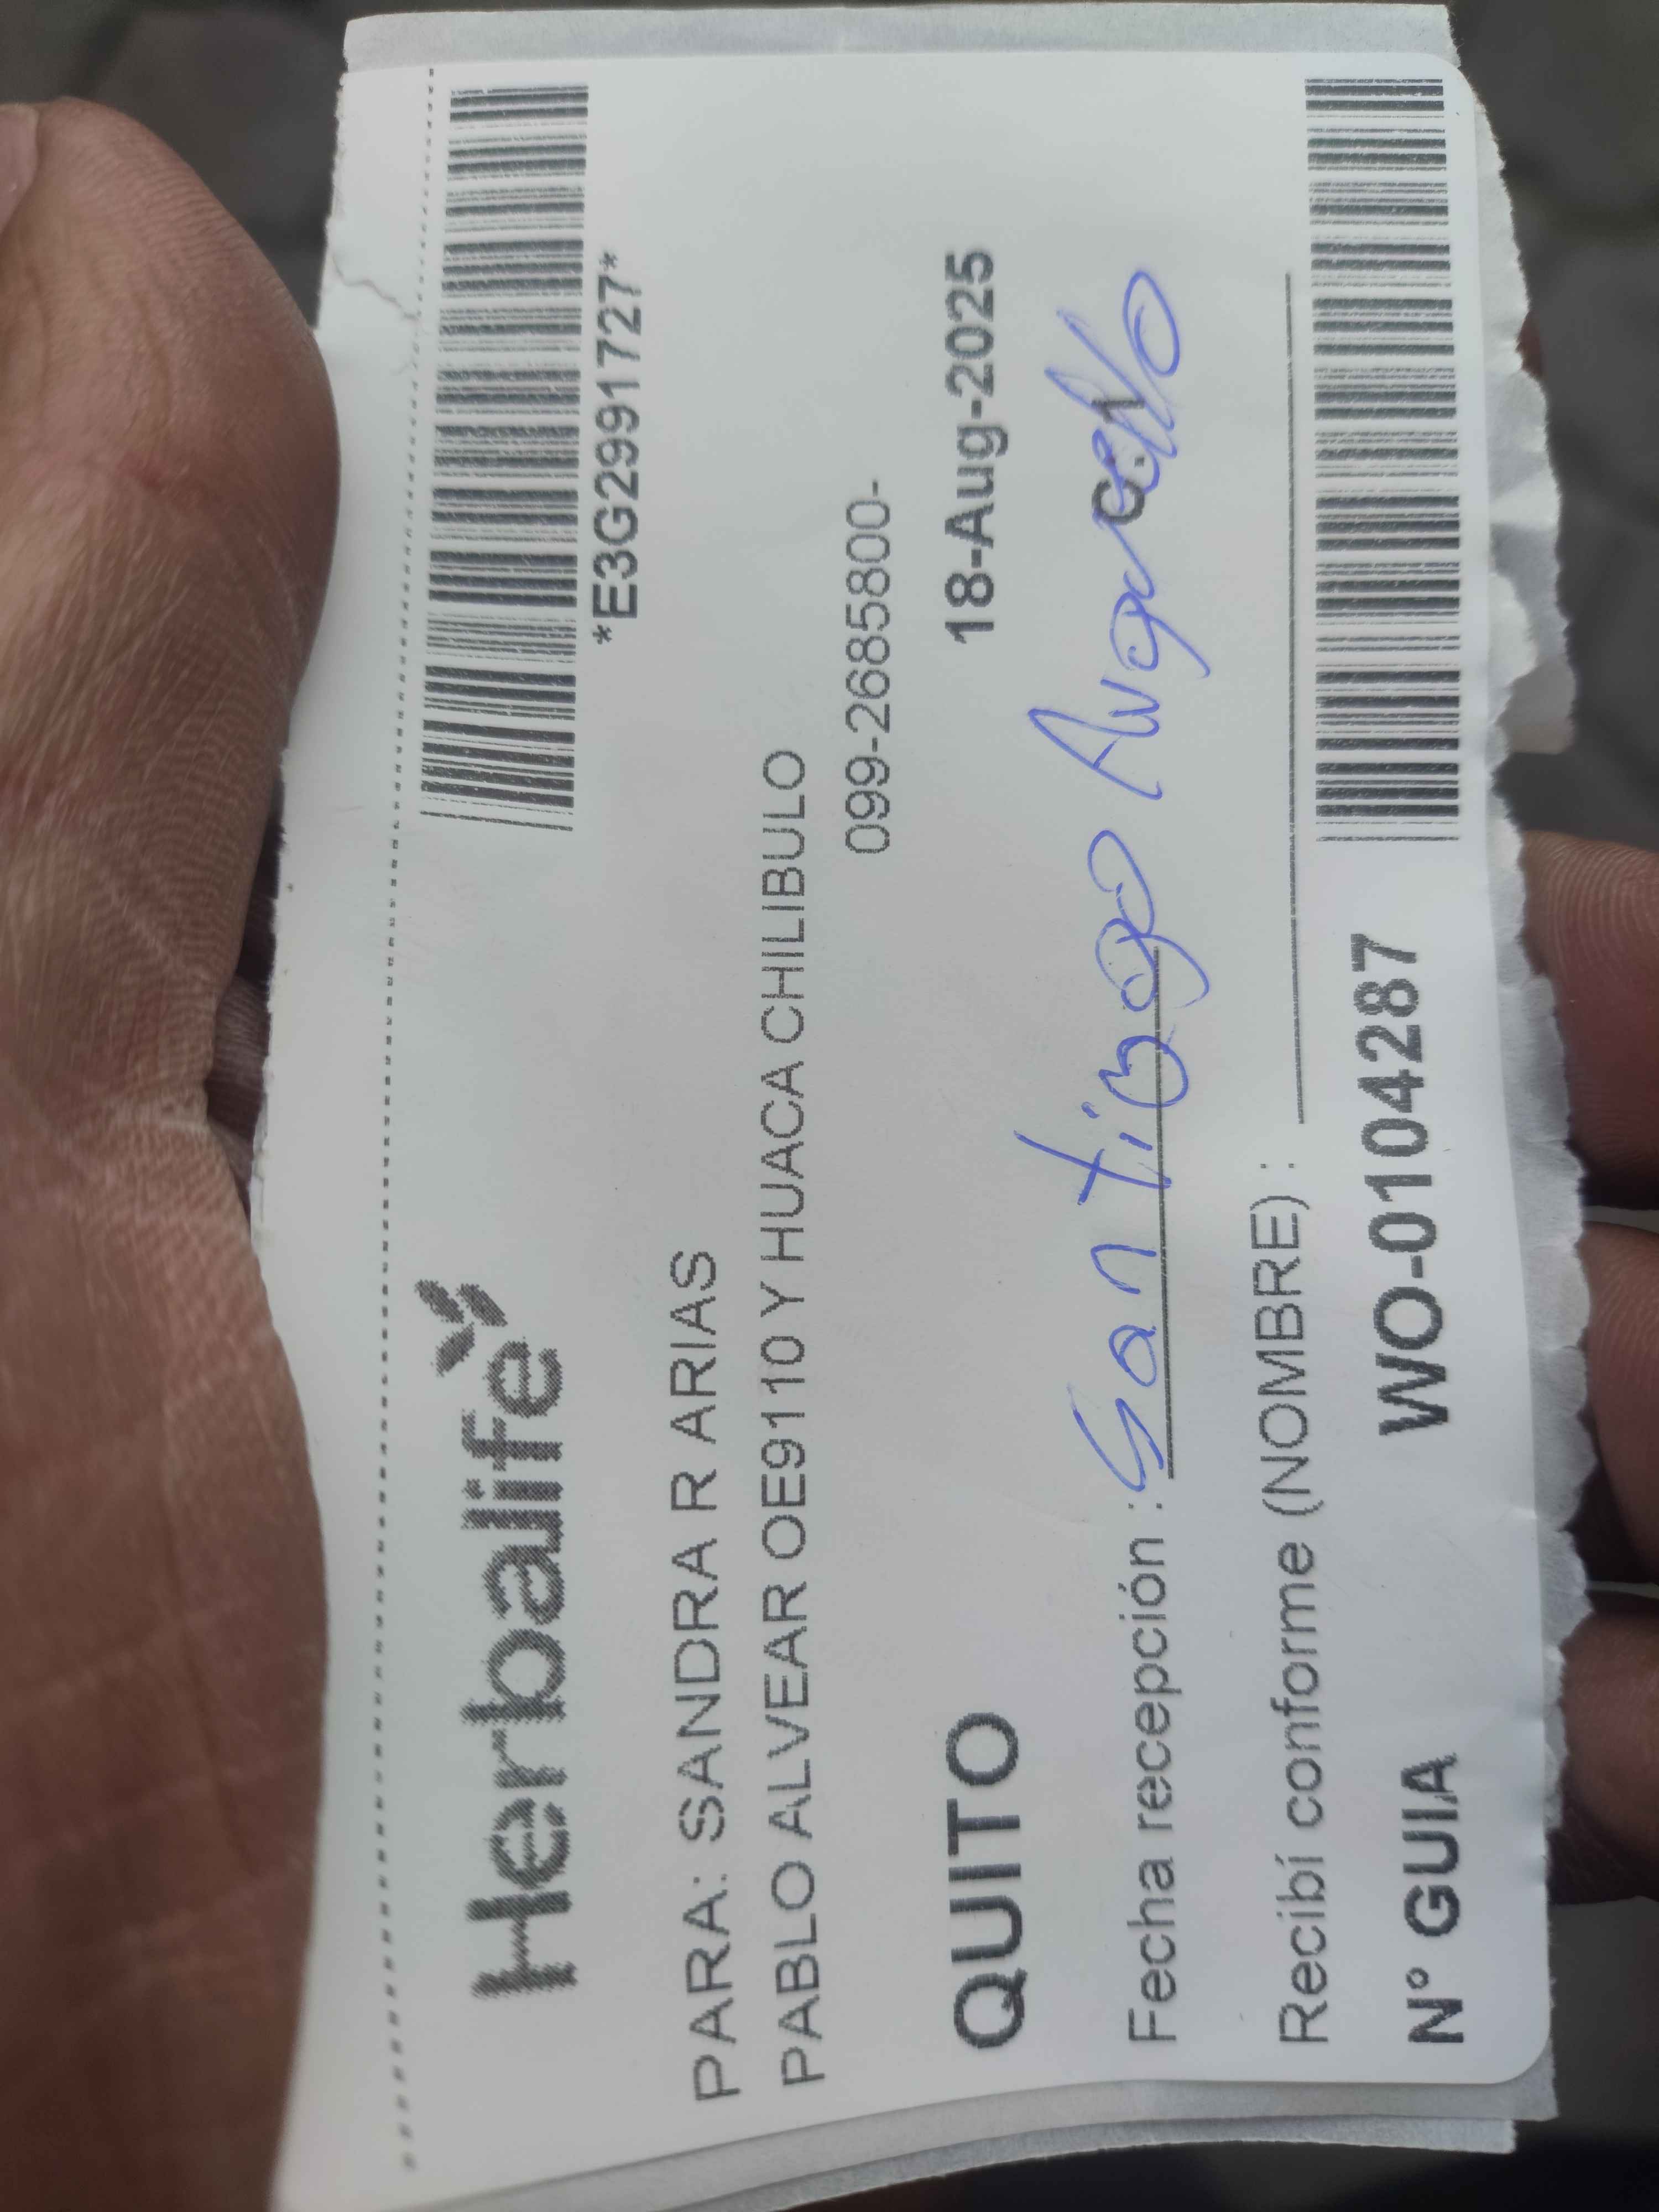 Herbalife
*E3G2991727*
PARA: SANDRA R ARIAS
PABLO ALVEAR OE9110 Y HUACA CHILIBULO
099-2685800-
QUITO 18-Aug-2025
Fecha recepción : Santiago C.I
Recibí conforme (NOMBRE) :
N° GUIA WO-0104287